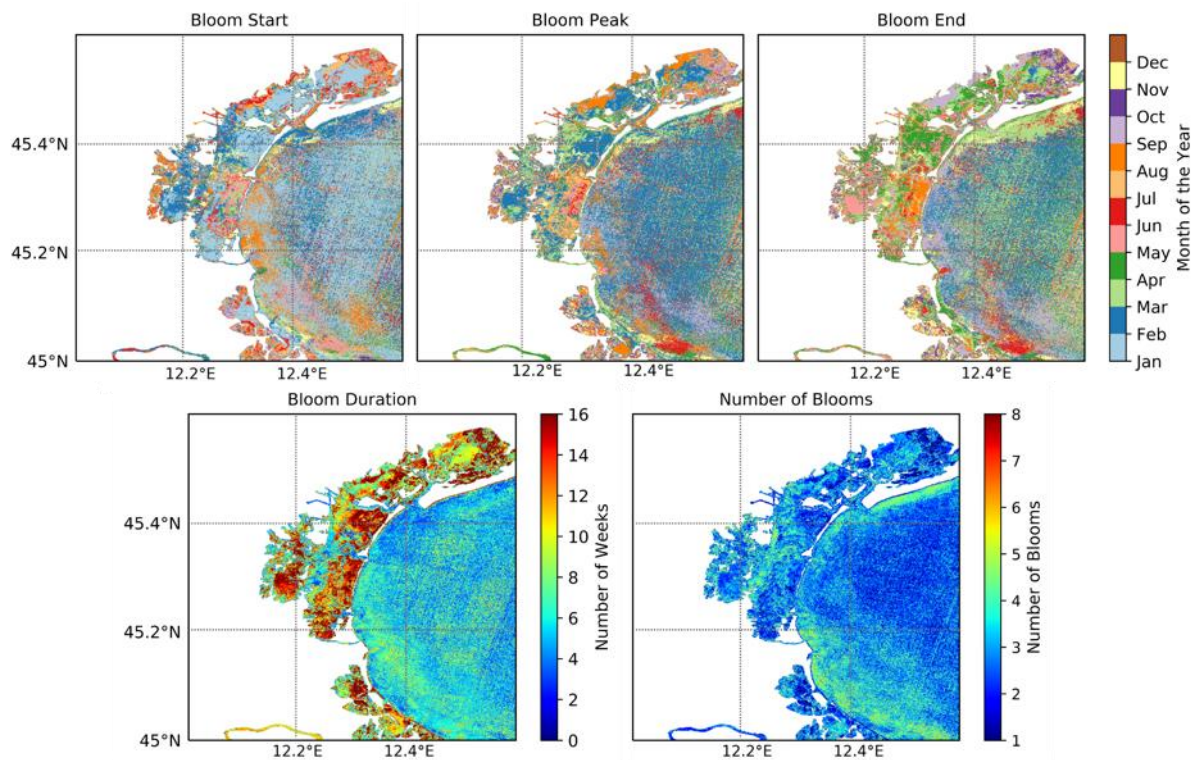 Bloom Start
Bloom Peak
Bloom End
45.4°N
45.2°N
45°N
12.2°E 12.4°E
12.2°E 12.4°E
12.2°E 12.4°E
Dec
Nov
Oct
Sep
Aug
Jul
Jun
May
Apr
Mar
Feb
Jan
Month of the Year
Bloom Duration
45.4°N
45.2°N
45°N
12.2°E 12.4°E
16
14
12
10
8
6
4
2
0
Number of Weeks
Number of Blooms
12.2°E 12.4°E
8
7
6
5
4
3
2
1
Number of Blooms